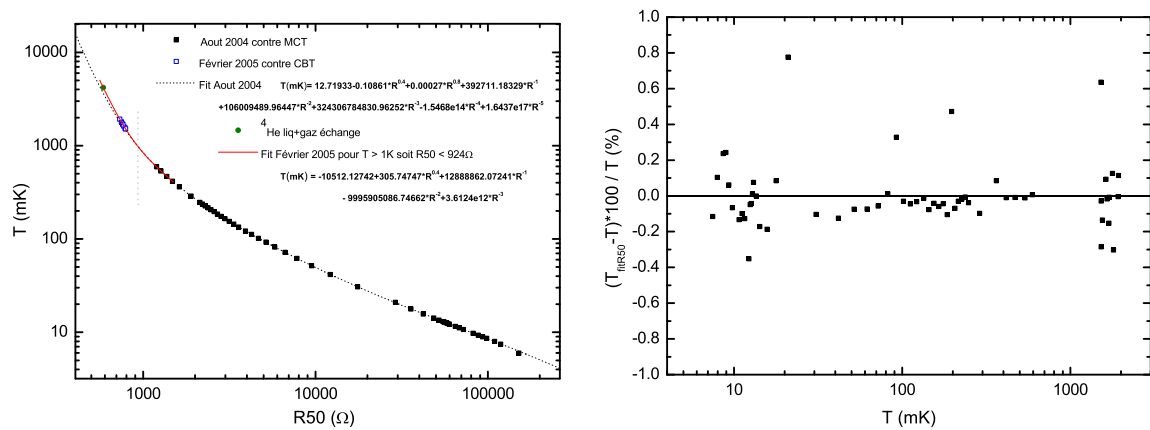 10000
1000
100
10
T (mK)
1000
10000
100000
R50 (Ω)
Aout 2004 contre MCT
Février 2005 contre CBT
Fit Aout 2004
T(mK)= 12.71933-0.10861*R^0.4+0.00027*R^0.8+392711.18329*R^-1
+106009489.96447*R^-2+324306784830.96252*R^-3-1.5468e14*R^-4+1.6437e17*R^-5
4He liq+gaz échange
Fit Février 2005 pour T > 1K soit R50 < 924Ω
T(mK) = -10512.12742+305.74747*R^0.4+12888862.07241*R^-1
- 9995905086.74662*R^-2+3.6124e12*R^-3
1.0
0.8
0.6
0.4
0.2
0.0
-0.2
-0.4
-0.6
-0.8
-1.0
(TfitR50-T)*100 / T (%)
10
100
1000
T (mK)